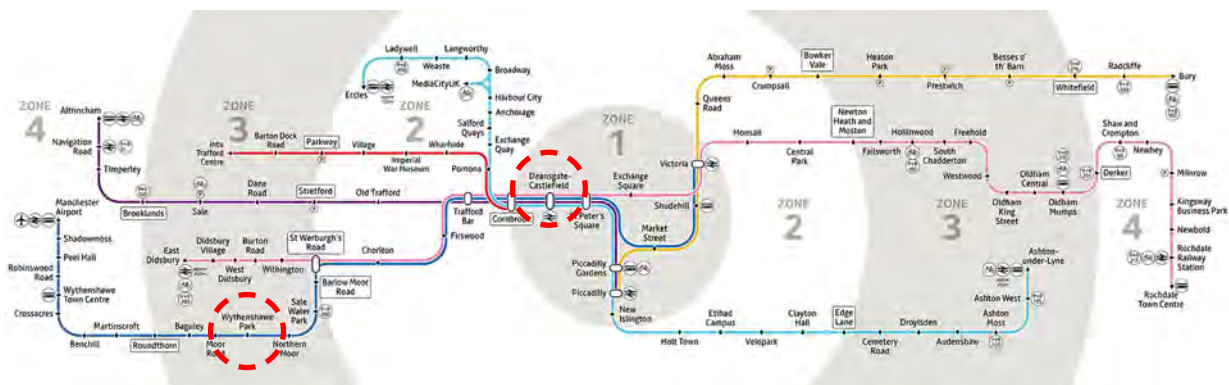 ZONE
4
Altrincham
Navigation
Road
Timperley
Brooklands
Sale
Dane
Road
Stretford
Old Trafford
Trafford
Bar
ZONE
3
intu
Trafford
Centre
Barton Dock
Road
Parkway
Village
Imperial
War Museum
Wharfside
Pomona
ZONE
2
Eccles
Ladywell
Weaste
Langworthy
Broadway
MediaCityUK
Harbour City
Anchorage
Salford
Quays
Exchange
Quay
Cornbrook
Deansgate-
Castlefield
St Peter's
Square
ZONE
1
Exchange
Square
Victoria
Shudehill
Market
Street
Piccadilly
Gardens
Piccadilly
New
Islington
Manchester
Airport
Shadowmoss
Peel Hall
Robinswood
Road
Wythenshawe
Town Centre
Crossacres
Benchill
Martinscroft
Roundthorn
Baguley
Moor
Road
Wythenshawe
Park
Northern
Moor
Sale
Water
Park
Barlow Moor
Road
St Werburgh's
Road
East
Didsbury
Didsbury
Village
West
Didsbury
Burton
Road
Withington
Chorlton
Firswood
Queens
Road
Abraham
Moss
Crumpsall
Bowker
Vale
Heaton
Park
Prestwich
Besses o'
th' Barn
Whitefield
Radcliffe
Bury
Monsall
Central
Park
Newton
Heath and
Moston
Failsworth
Hollinwood
South
Chadderton
Freehold
Westwood
Oldham
King
Street
Oldham
Central
Oldham
Mumps
Derker
Shaw and
Crompton
Newhey
Milnrow
Kingsway
Business Park
Newbold
Rochdale
Railway
Station
Rochdale
Town Centre
ZONE
2
ZONE
3
ZONE
4
Holt Town
Etihad
Campus
Velopark
Clayton
Hall
Edge
Lane
Cemetery
Road
Droylsden
Audenshaw
Ashton
Moss
Ashton West
Ashton-
under-Lyne